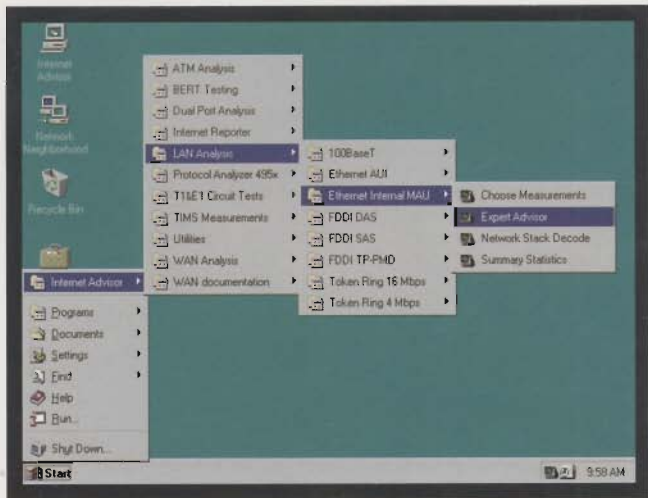 Internet
Advisor
Network
Neighborhood
Recycle Bin
Internet Advisor
Programs
Documents
Settings
Find
Help
Run...
Shut Down...
Start
ATM Analysis
BERT Testing
Dual Port Analysis
Internet Reporter
LAN Analysis
Protocol Analyzer 495x
T1&E1 Circuit Tests
TIMS Measurements
Utilities
WAN Analysis
WAN documentation
100BaseT
Ethernet AUI
Ethernet Internal MAU
FDDI DAS
FDDI SAS
FDDI TP-PMD
Token Ring 16 Mbps
Token Ring 4 Mbps
Choose Measurements
Expert Advisor
Network Stack Decode
Summary Statistics
9:58 AM